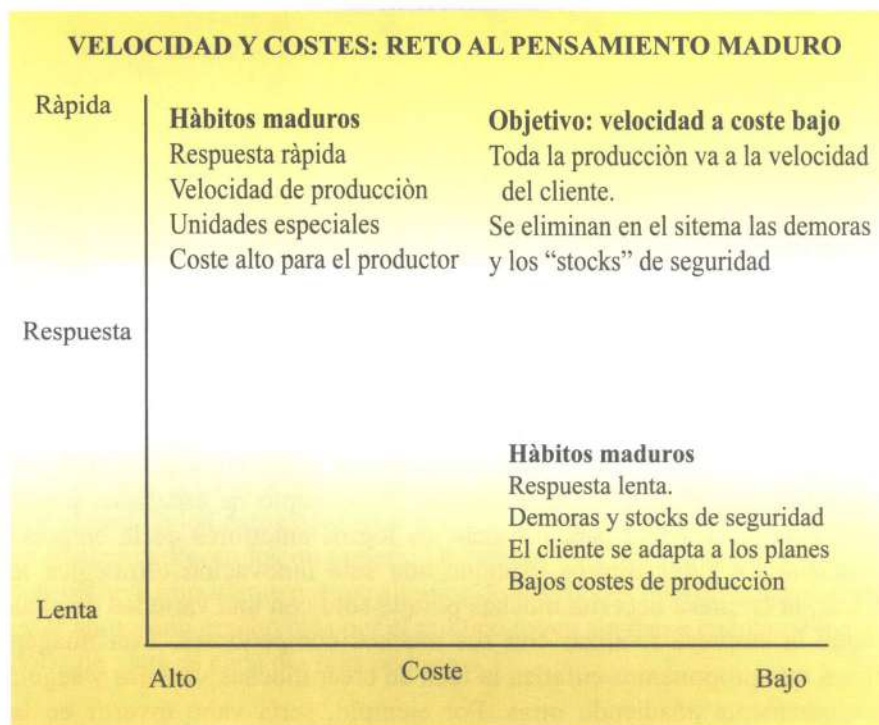 VELOCIDAD Y COSTES: RETO AL PENSAMIENTO MADURO
Ràpida
Hàbitos maduros
Respuesta ràpida
Velocidad de producciòn
Unidades especiales
Coste alto para el productor
Objetivo: velocidad a coste bajo
Toda la producciòn va a la velocidad
del cliente.
Se eliminan en el sitema las demoras
y los “stocks” de seguridad
Respuesta
Hàbitos maduros
Respuesta lenta.
Demoras y stocks de seguridad
El cliente se adapta a los planes
Bajos costes de producciòn
Lenta
Alto
Coste
Bajo